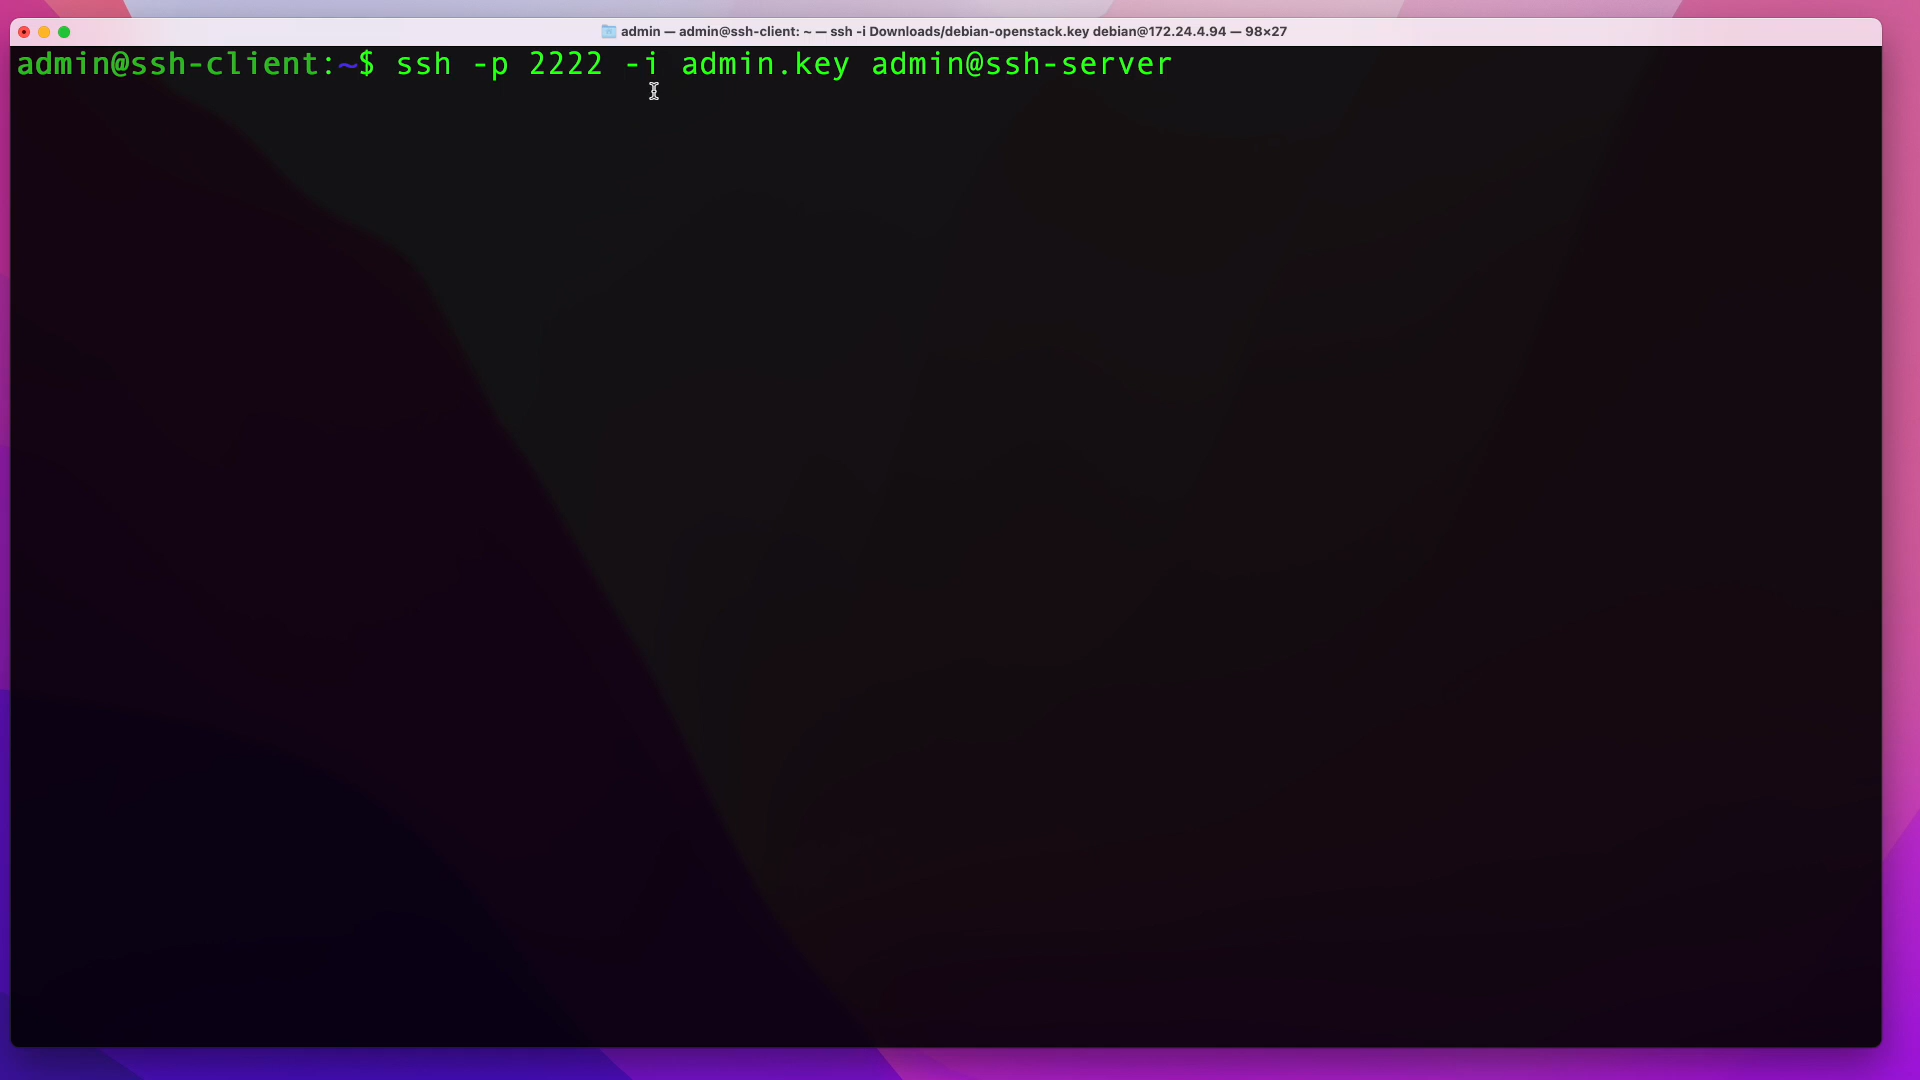 admin — admin@ssh-client: ~ — ssh -i Downloads/debian-openstack.key debian@172.24.4.94 — 98×27
admin@ssh-client:~$ ssh -p 2222 -i admin.key admin@ssh-server